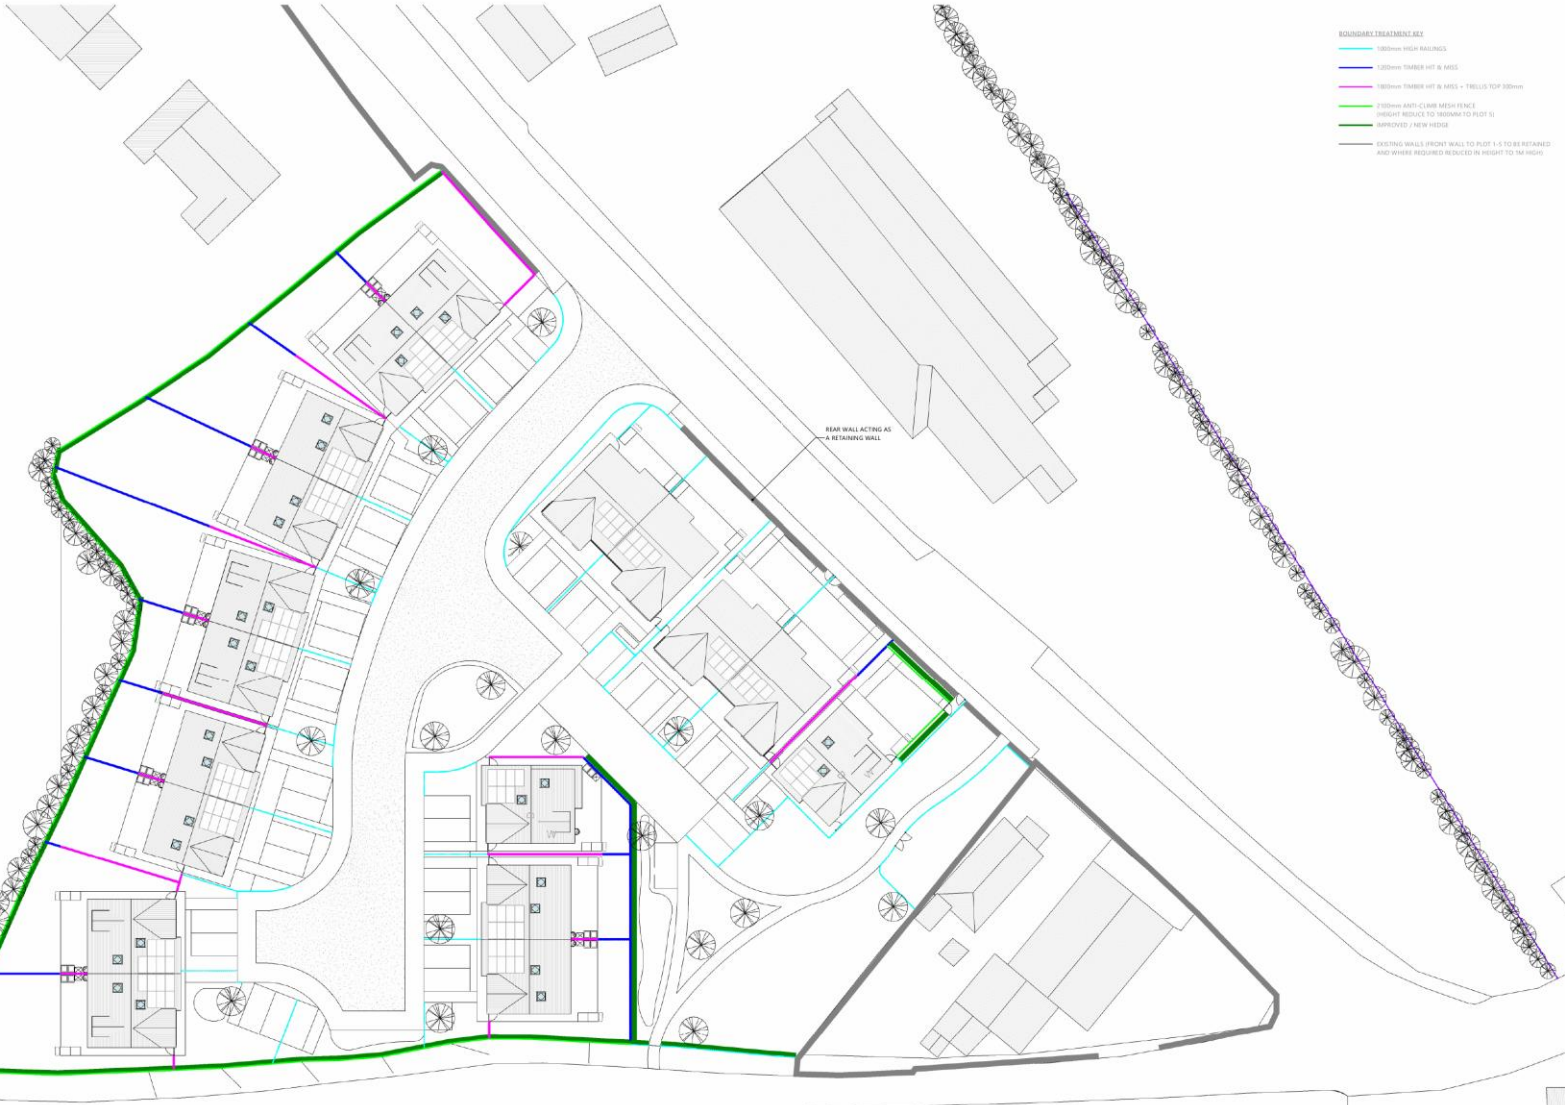 BOUNDARY TREATMENT KEY
1000mm HIGH RAILINGS
1200mm TIMBER HIT & MISS
1800mm TIMBER HIT & MISS + TRELLIS TOP 300mm
2100mm ANTI-CLIMB MESH FENCE
(HEIGHT REDUCE TO 1800MM TO PLOT 5)
IMPROVED / NEW HEDGE
EXISTING WALLS (FRONT WALL TO PLOT 1-5 TO BE RETAINED
AND WHERE REQUIRED REDUCED IN HEIGHT TO 1M HIGH)
REAR WALL ACTING AS
A RETAINING WALL